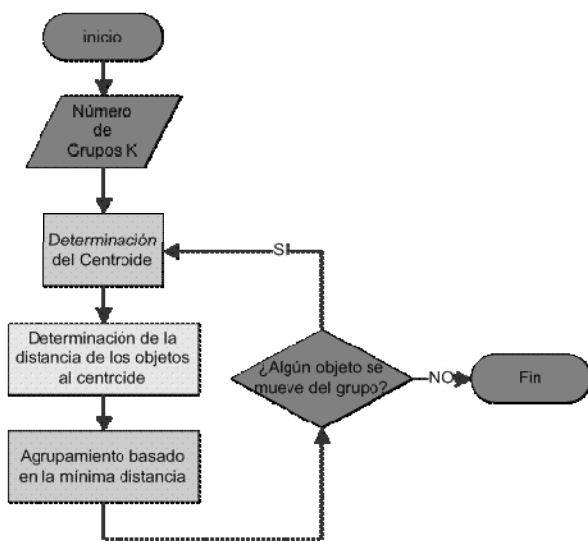 inicio
Número
de
Grupos K
Determinación
del Centroide
SI
Determinación de la
distancia de los objetos
al centroide
¿Algún objeto se
mueve del grupo?
NO
Fin
Agrupamiento basado
en la mínima distancia